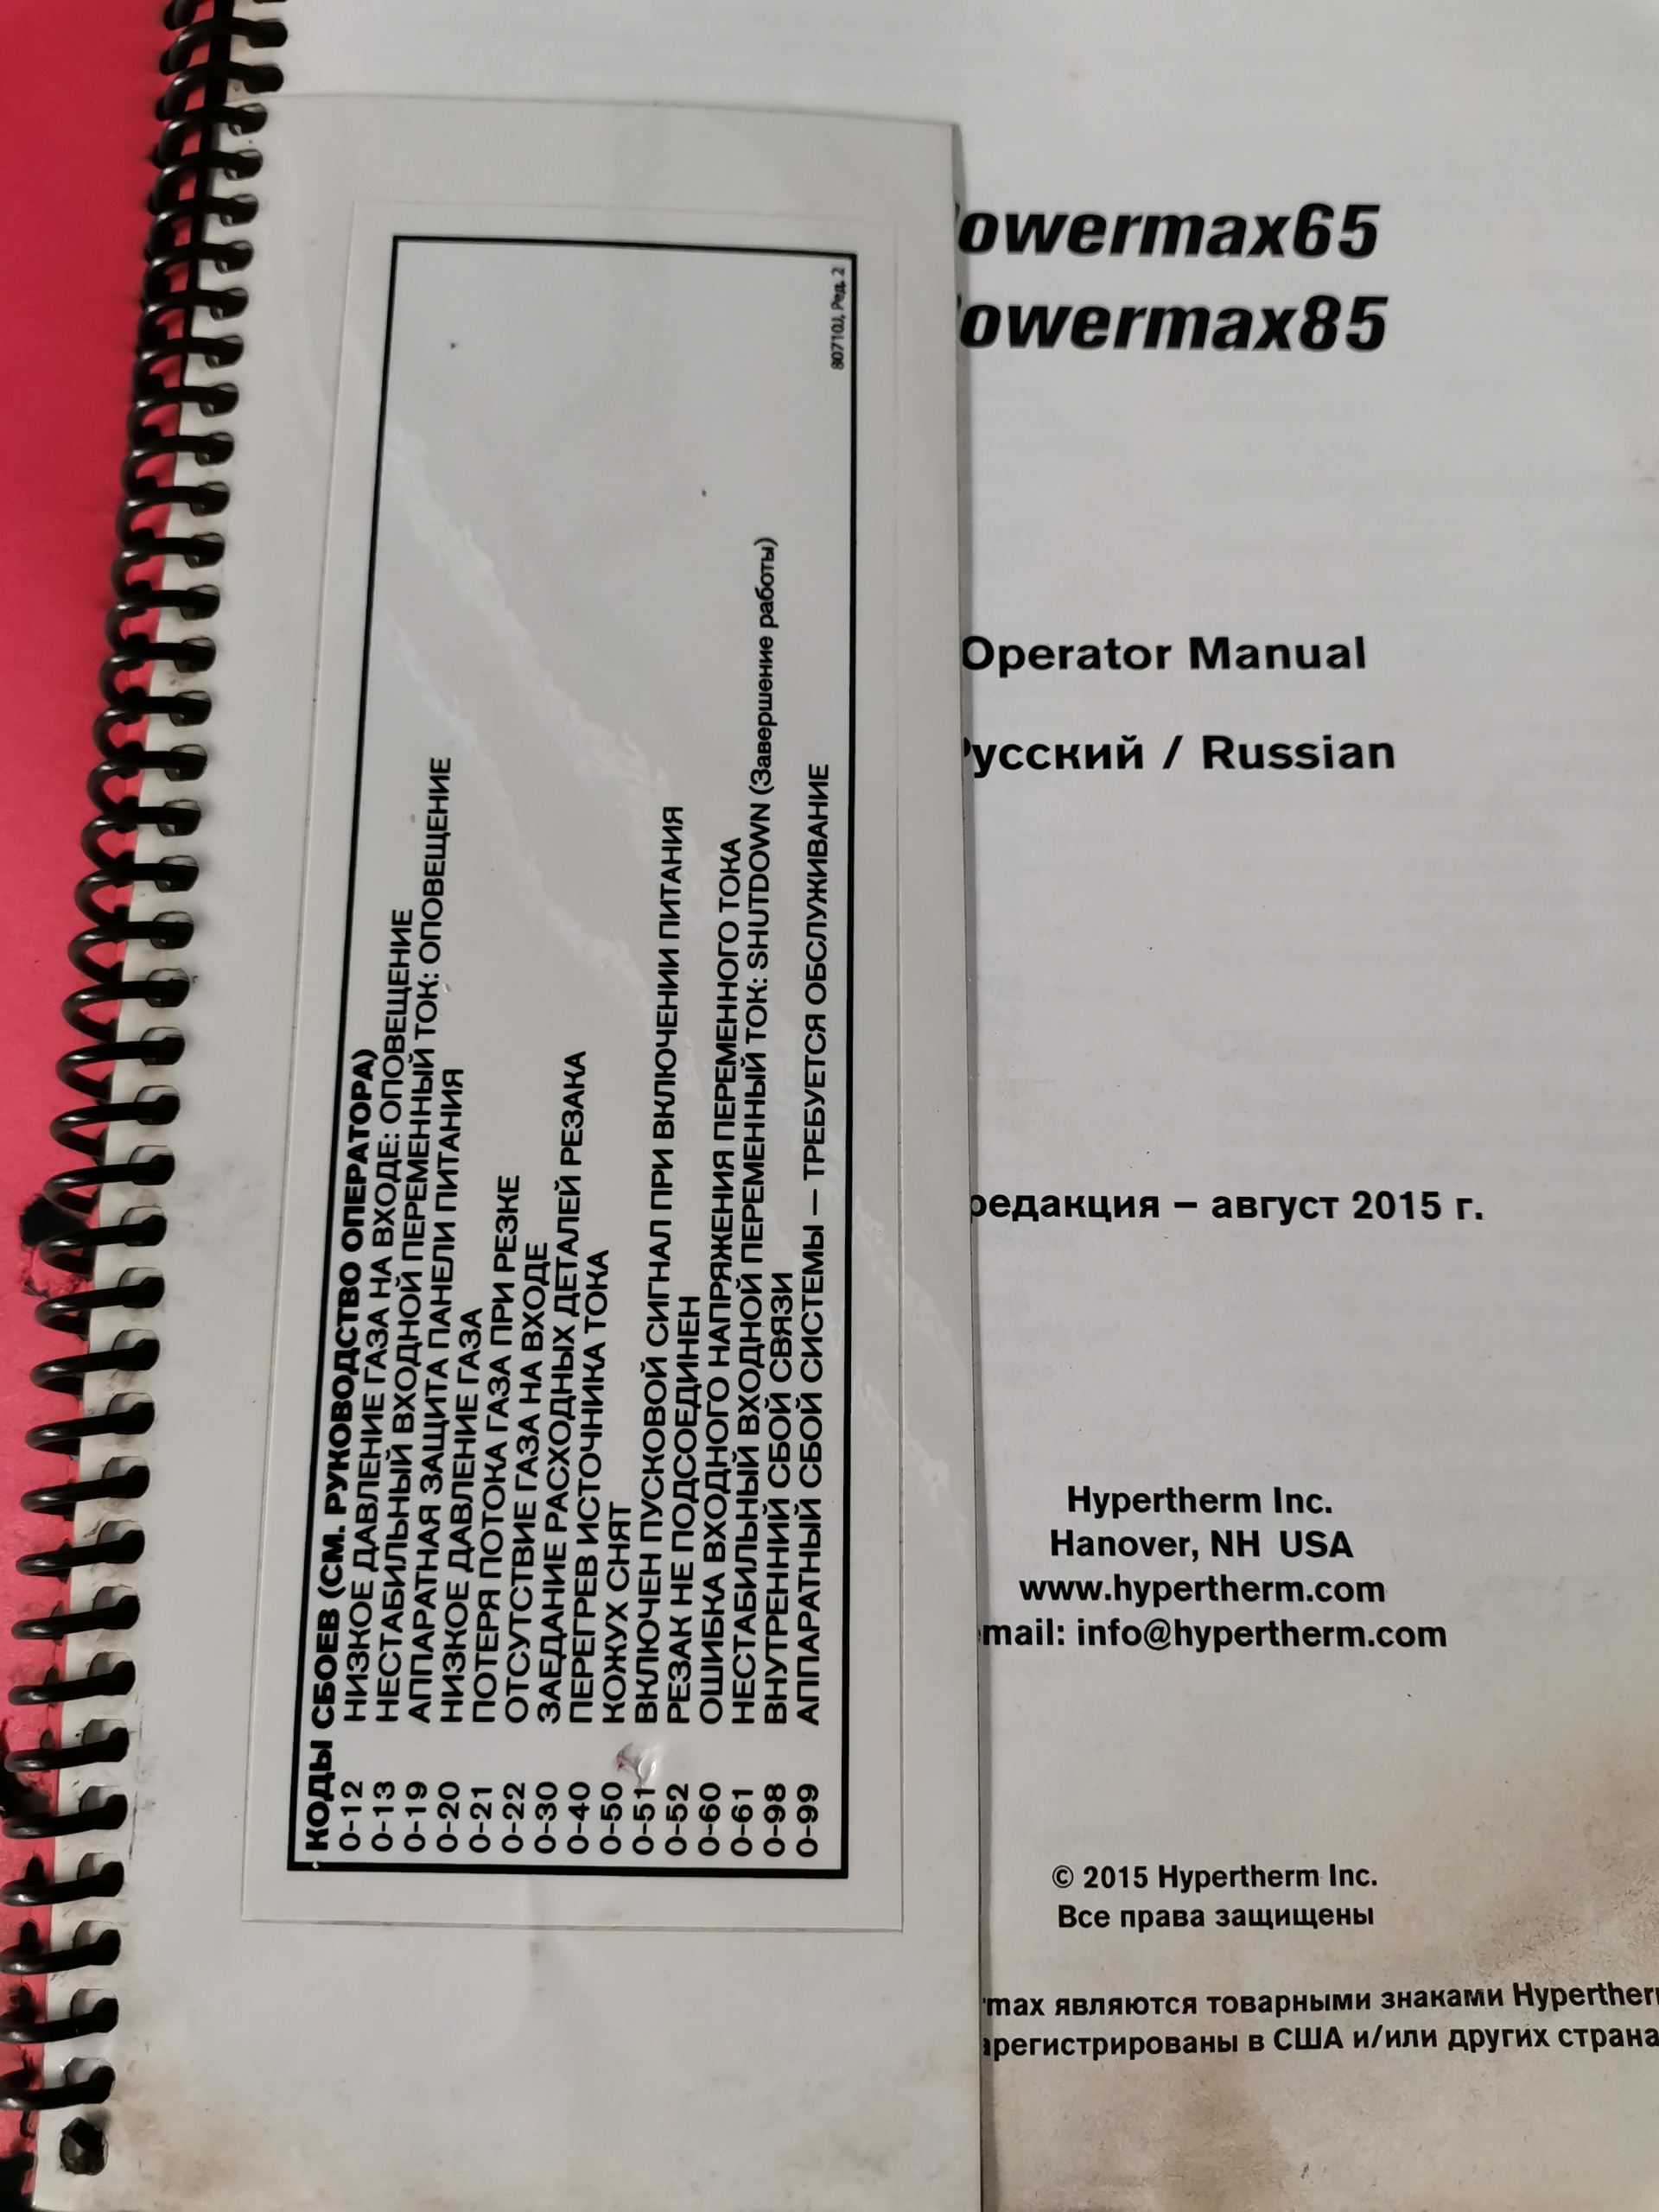 КОДЫ СБОЕВ (СМ. РУКОВОДСТВО ОПЕРАТОРА)
0-12 НИЗКОЕ ДАВЛЕНИЕ ГАЗА НА ВХОДЕ: ОПОВЕЩЕНИЕ
0-13 НЕСТАБИЛЬНЫЙ ВХОДНОЙ ПЕРЕМЕННЫЙ ТОК: ОПОВЕЩЕНИЕ
0-19 АППАРАТНАЯ ЗАЩИТА ПАНЕЛИ ПИТАНИЯ
0-20 НИЗКОЕ ДАВЛЕНИЕ ГАЗА
0-21 ПОТЕРЯ ПОТОКА ГАЗА ПРИ РЕЗКЕ
0-22 ОТСУТСТВИЕ ГАЗА НА ВХОДЕ
0-30 ЗАЕДАНИЕ РАСХОДНЫХ ДЕТАЛЕЙ РЕЗАКА
0-40 ПЕРЕГРЕВ ИСТОЧНИКА ТОКА
0-50 КОЖУХ СНЯТ
0-51 ВКЛЮЧЕН ПУСКОВОЙ СИГНАЛ ПРИ ВКЛЮЧЕНИИ ПИТАНИЯ
0-52 РЕЗАК НЕ ПОДСОЕДИНЕН
0-60 ОШИБКА ВХОДНОГО НАПРЯЖЕНИЯ ПЕРЕМЕННОГО ТОКА
0-61 НЕСТАБИЛЬНЫЙ ВХОДНОЙ ПЕРЕМЕННЫЙ ТОК: SHUTDOWN (Завершение работы)
0-98 ВНУТРЕННИЙ СБОЙ СВЯЗИ
0-99 АППАРАТНЫЙ СБОЙ СИСТЕМЫ — ТРЕБУЕТСЯ ОБСЛУЖИВАНИЕ
80710J, Ред. 2
owermax65
owermax85
Operator Manual
усский / Russian
редакция – август 2015 г.
Hypertherm Inc.
Hanover, NH USA
www.hypertherm.com
mail: info@hypertherm.com
© 2015 Hypertherm Inc.
Все права защищены
max являются товарными знаками Hyperther
арегистрированы в США и/или других страна